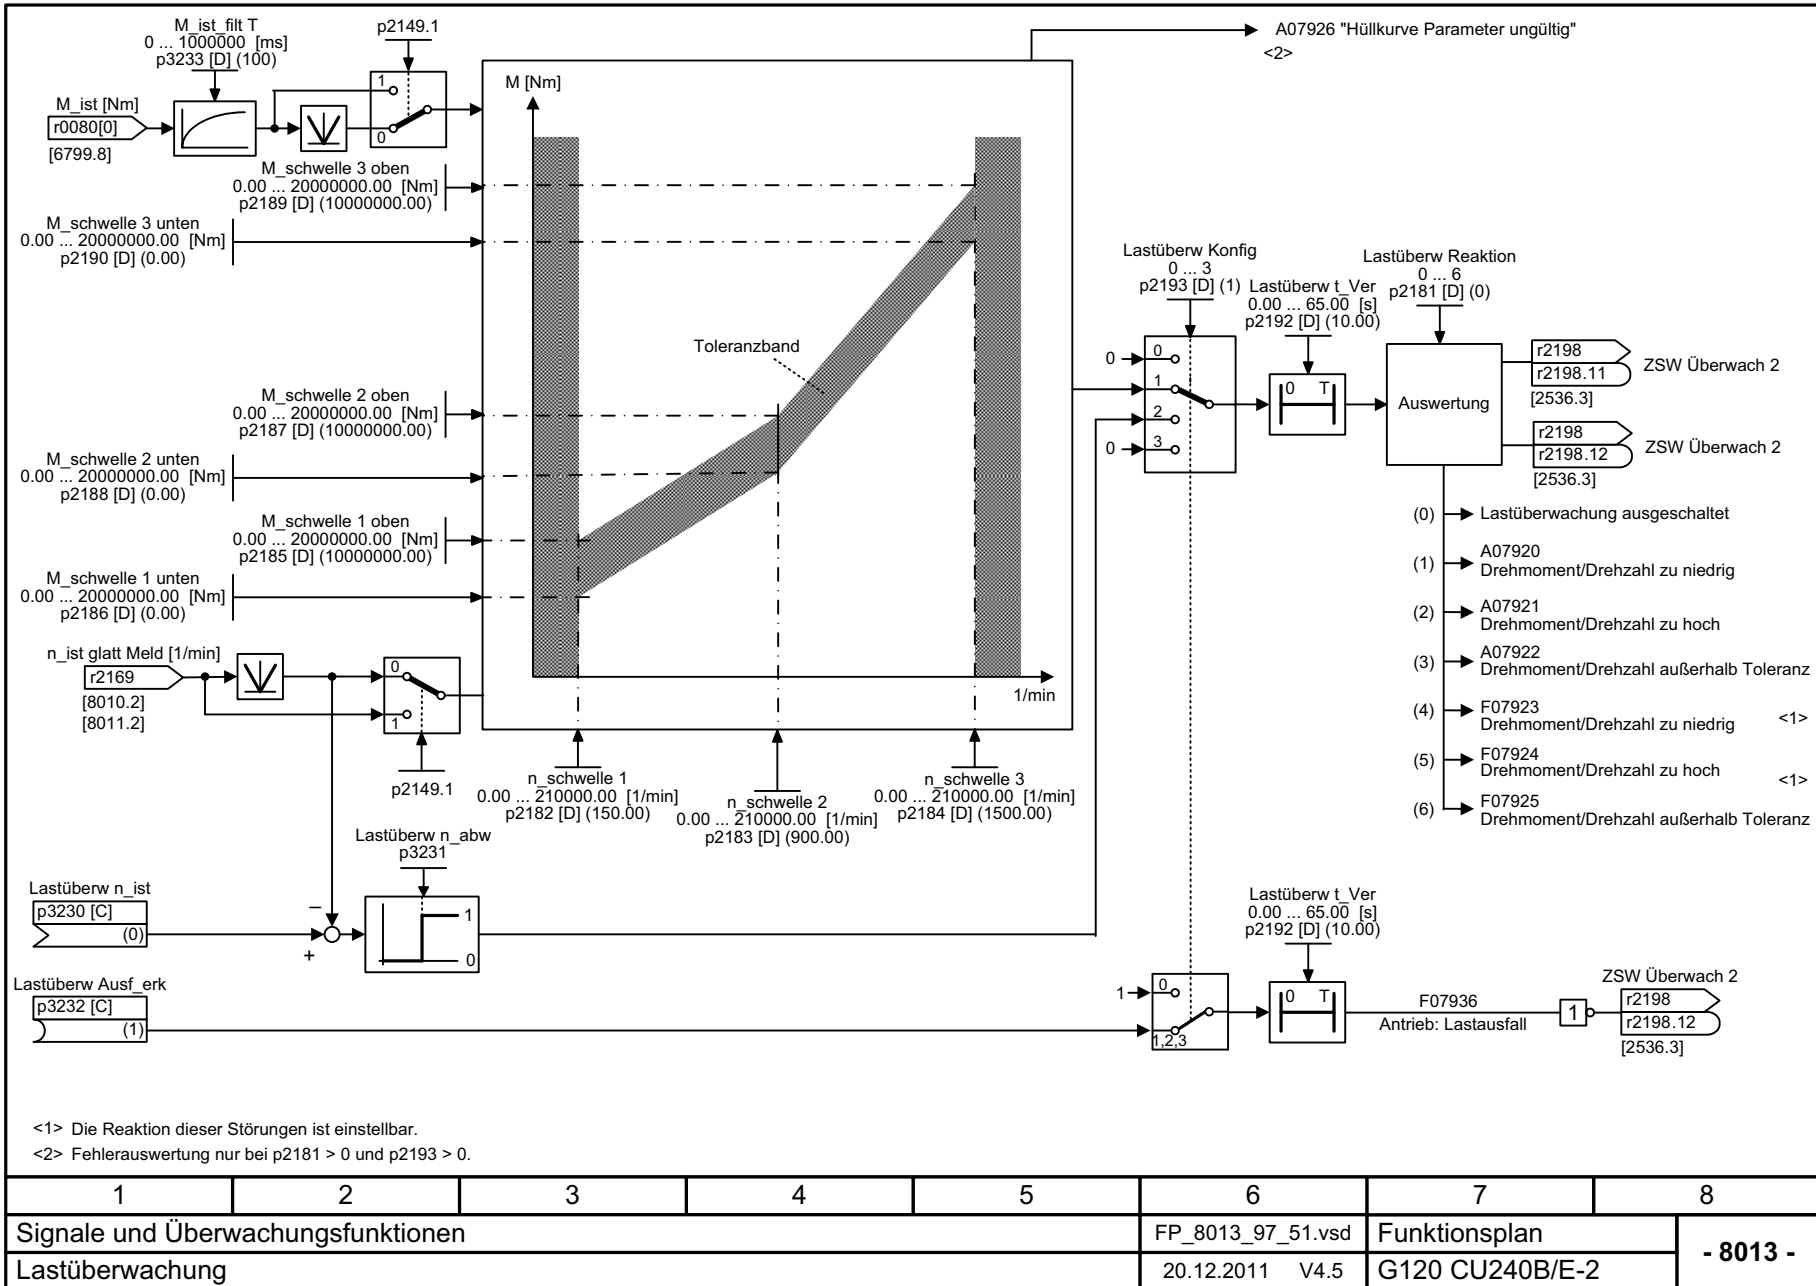 M_ist_filt T
0 ... 1000000 [ms]
p3233 [D] (100)
p2149.1
A07926 "Hüllkurve Parameter ungültig"
<2>
M_ist [Nm]
r0080[0]
[6799.8]
1
0
M [Nm]
M_schwelle 3 oben
0.00 ... 20000000.00 [Nm]
p2189 [D] (10000000.00)
M_schwelle 3 unten
0.00 ... 20000000.00 [Nm]
p2190 [D] (0.00)
Toleranzband
M_schwelle 2 oben
0.00 ... 20000000.00 [Nm]
p2187 [D] (10000000.00)
M_schwelle 2 unten
0.00 ... 20000000.00 [Nm]
p2188 [D] (0.00)
M_schwelle 1 oben
0.00 ... 20000000.00 [Nm]
p2185 [D] (10000000.00)
M_schwelle 1 unten
0.00 ... 20000000.00 [Nm]
p2186 [D] (0.00)
n_ist glatt Meld [1/min]
r2169
[8010.2]
[8011.2]
0
1
p2149.1
1/min
n_schwelle 1
0.00 ... 210000.00 [1/min]
p2182 [D] (150.00)
n_schwelle 2
0.00 ... 210000.00 [1/min]
p2183 [D] (900.00)
n_schwelle 3
0.00 ... 210000.00 [1/min]
p2184 [D] (1500.00)
Lastüberw Konfig
0 ... 3
p2193 [D] (1)
Lastüberw t_Ver
0.00 ... 65.00 [s]
p2192 [D] (10.00)
Lastüberw Reaktion
0 ... 6
p2181 [D] (0)
0
0
1
2
0
3
0 T
Auswertung
r2198
r2198.11
[2536.3]
ZSW Überwach 2
r2198
r2198.12
[2536.3]
ZSW Überwach 2
(0) Lastüberwachung ausgeschaltet
(1) A07920
Drehmoment/Drehzahl zu niedrig
(2) A07921
Drehmoment/Drehzahl zu hoch
(3) A07922
Drehmoment/Drehzahl außerhalb Toleranz
(4) F07923
Drehmoment/Drehzahl zu niedrig <1>
(5) F07924
Drehmoment/Drehzahl zu hoch <1>
(6) F07925
Drehmoment/Drehzahl außerhalb Toleranz
Lastüberw n_abw
p3231
1
0
Lastüberw n_ist
p3230 [C]
(0)
–
+
Lastüberw Ausf_erk
p3232 [C]
(1)
1
0
1,2,3
Lastüberw t_Ver
0.00 ... 65.00 [s]
p2192 [D] (10.00)
0 T
F07936
Antrieb: Lastausfall
1
ZSW Überwach 2
r2198
r2198.12
[2536.3]
<1> Die Reaktion dieser Störungen ist einstellbar.
<2> Fehlerauswertung nur bei p2181 > 0 und p2193 > 0.
1 2 3 4 5 6 7 8
Signale und Überwachungsfunktionen
FP_8013_97_51.vsd
Funktionsplan
- 8013 -
Lastüberwachung
20.12.2011 V4.5
G120 CU240B/E-2